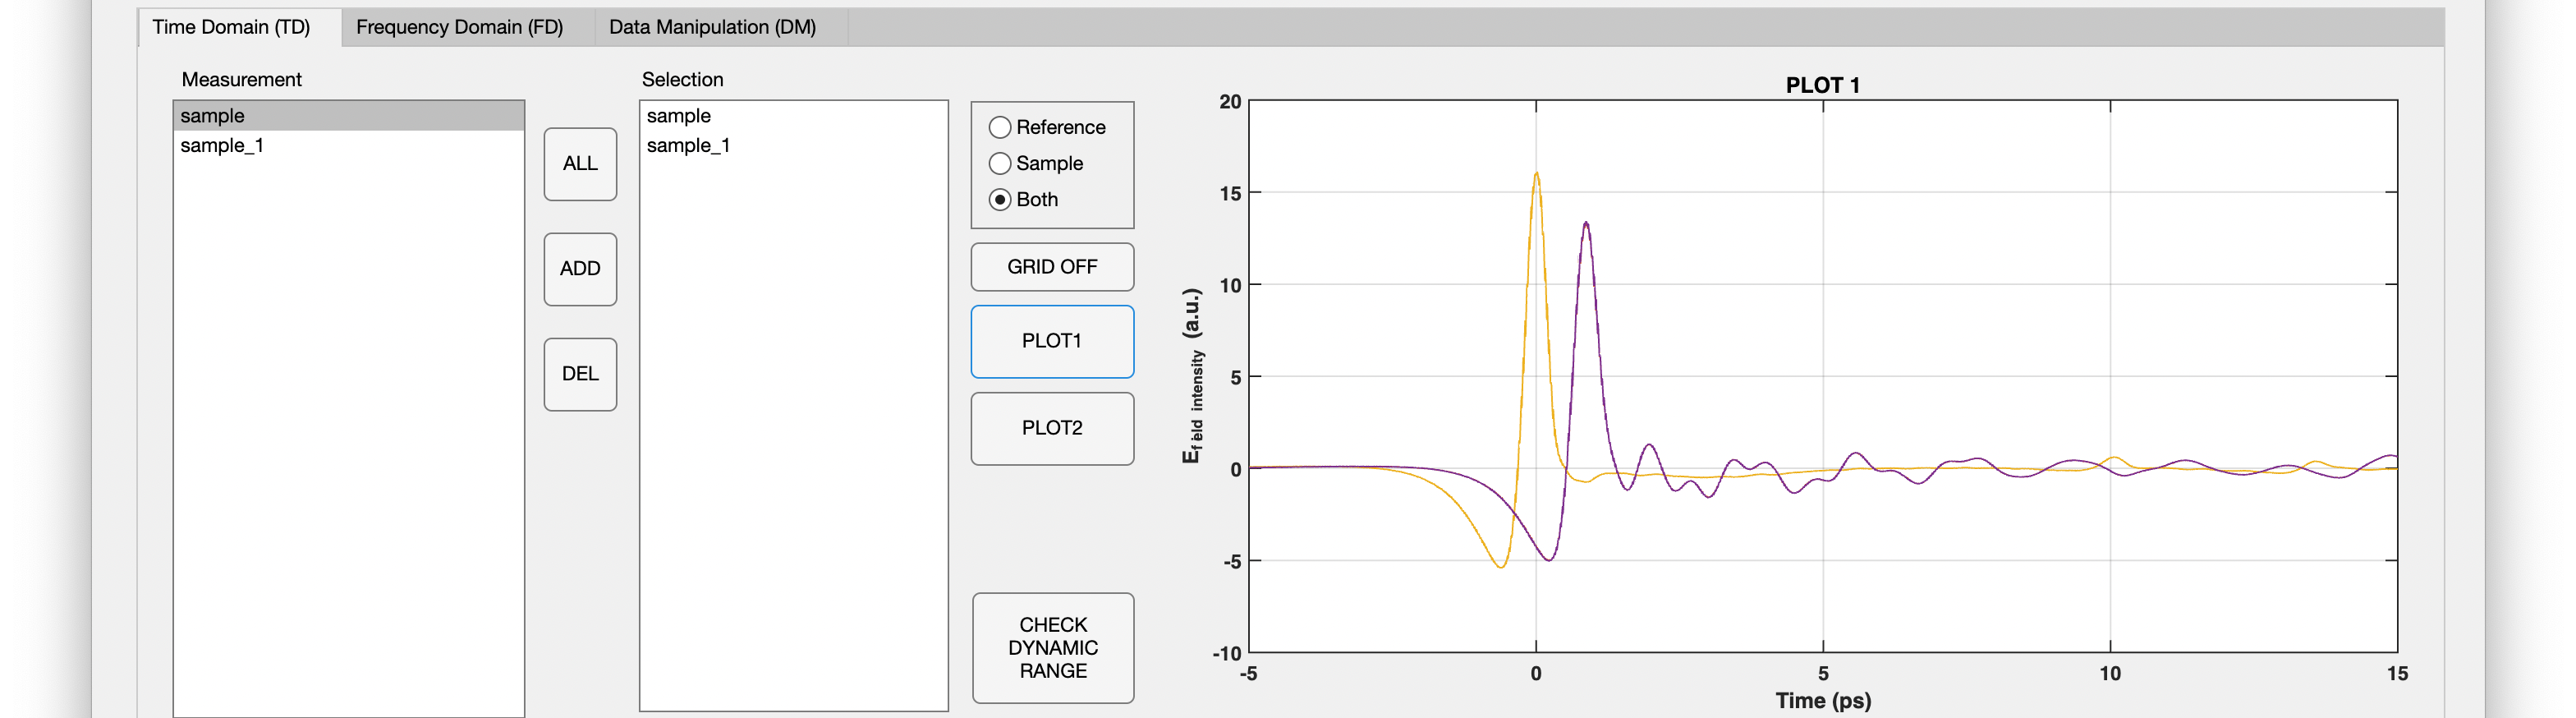 Time Domain (TD)
Frequency Domain (FD)
Data Manipulation (DM)
Measurement
sample
sample_1
ALL
ADD
DEL
Selection
sample
sample_1
Reference
Sample
Both
GRID OFF
PLOT1
PLOT2
CHECK
DYNAMIC
RANGE
PLOT 1
20
15
10
5
0
-5
-10
E field intensity (a.u.)
-5
0
5
10
15
Time (ps)